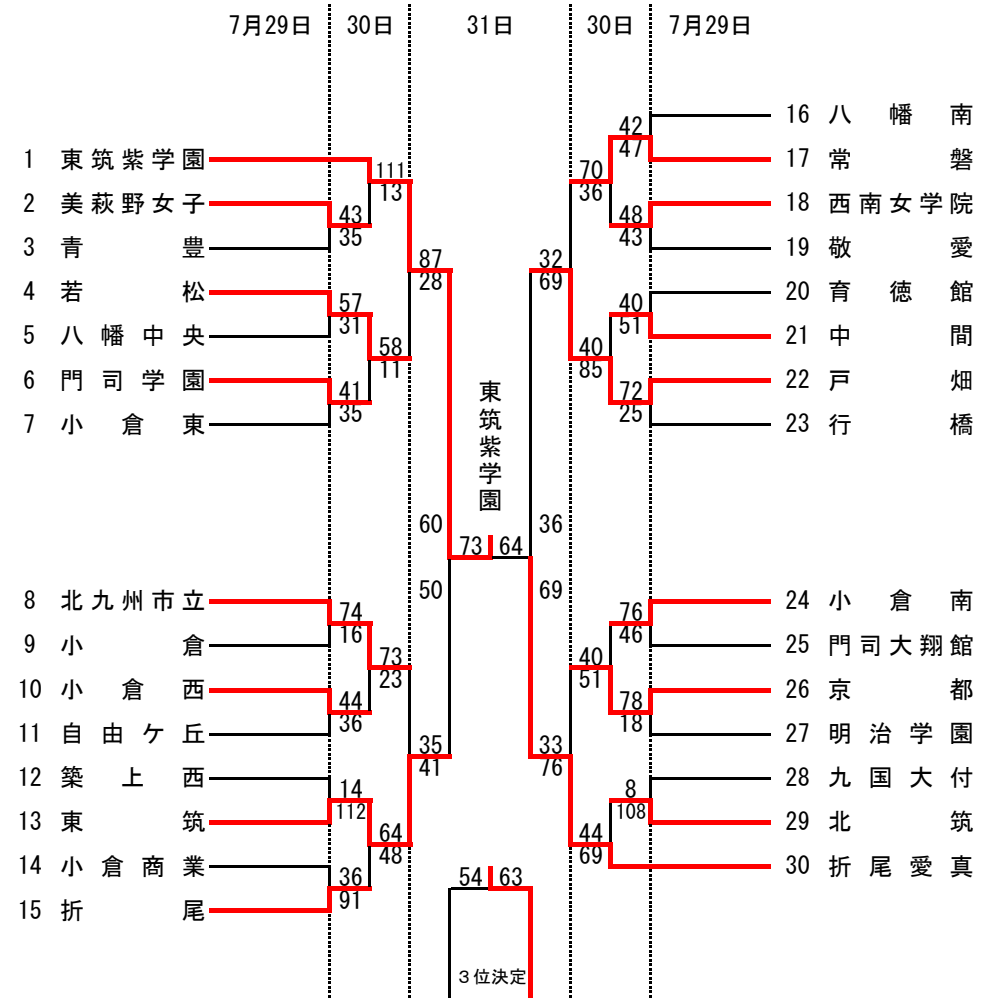 7月29日 30日 31日 30日 7月29日
1 東筑紫学園
2 美萩野女子
3 青豊
4 若松
5 八幡中央
6 門司学園
7 小倉東
8 北九州市立
9 小倉
10 小倉西
11 自由ケ丘
12 築上西
13 東筑
14 小倉商業
15 折尾
43
35
57
31
41
35
74
16
44
36
14
112
36
91
111
13
58
11
73
23
64
48
87
28
35
41
60
50
東筑紫学園
73 64
54 63
3位決定
36
69
32
69
33
76
70
36
40
85
40
51
44
69
42
47
48
43
40
51
72
25
76
46
78
18
8
108
16 八幡南
17 常磐
18 西南女学院
19 敬愛
20 育徳館
21 中間
22 戸畑
23 行橋
24 小倉南
25 門司大翔館
26 京都
27 明治学園
28 九国大付
29 北筑
30 折尾愛真